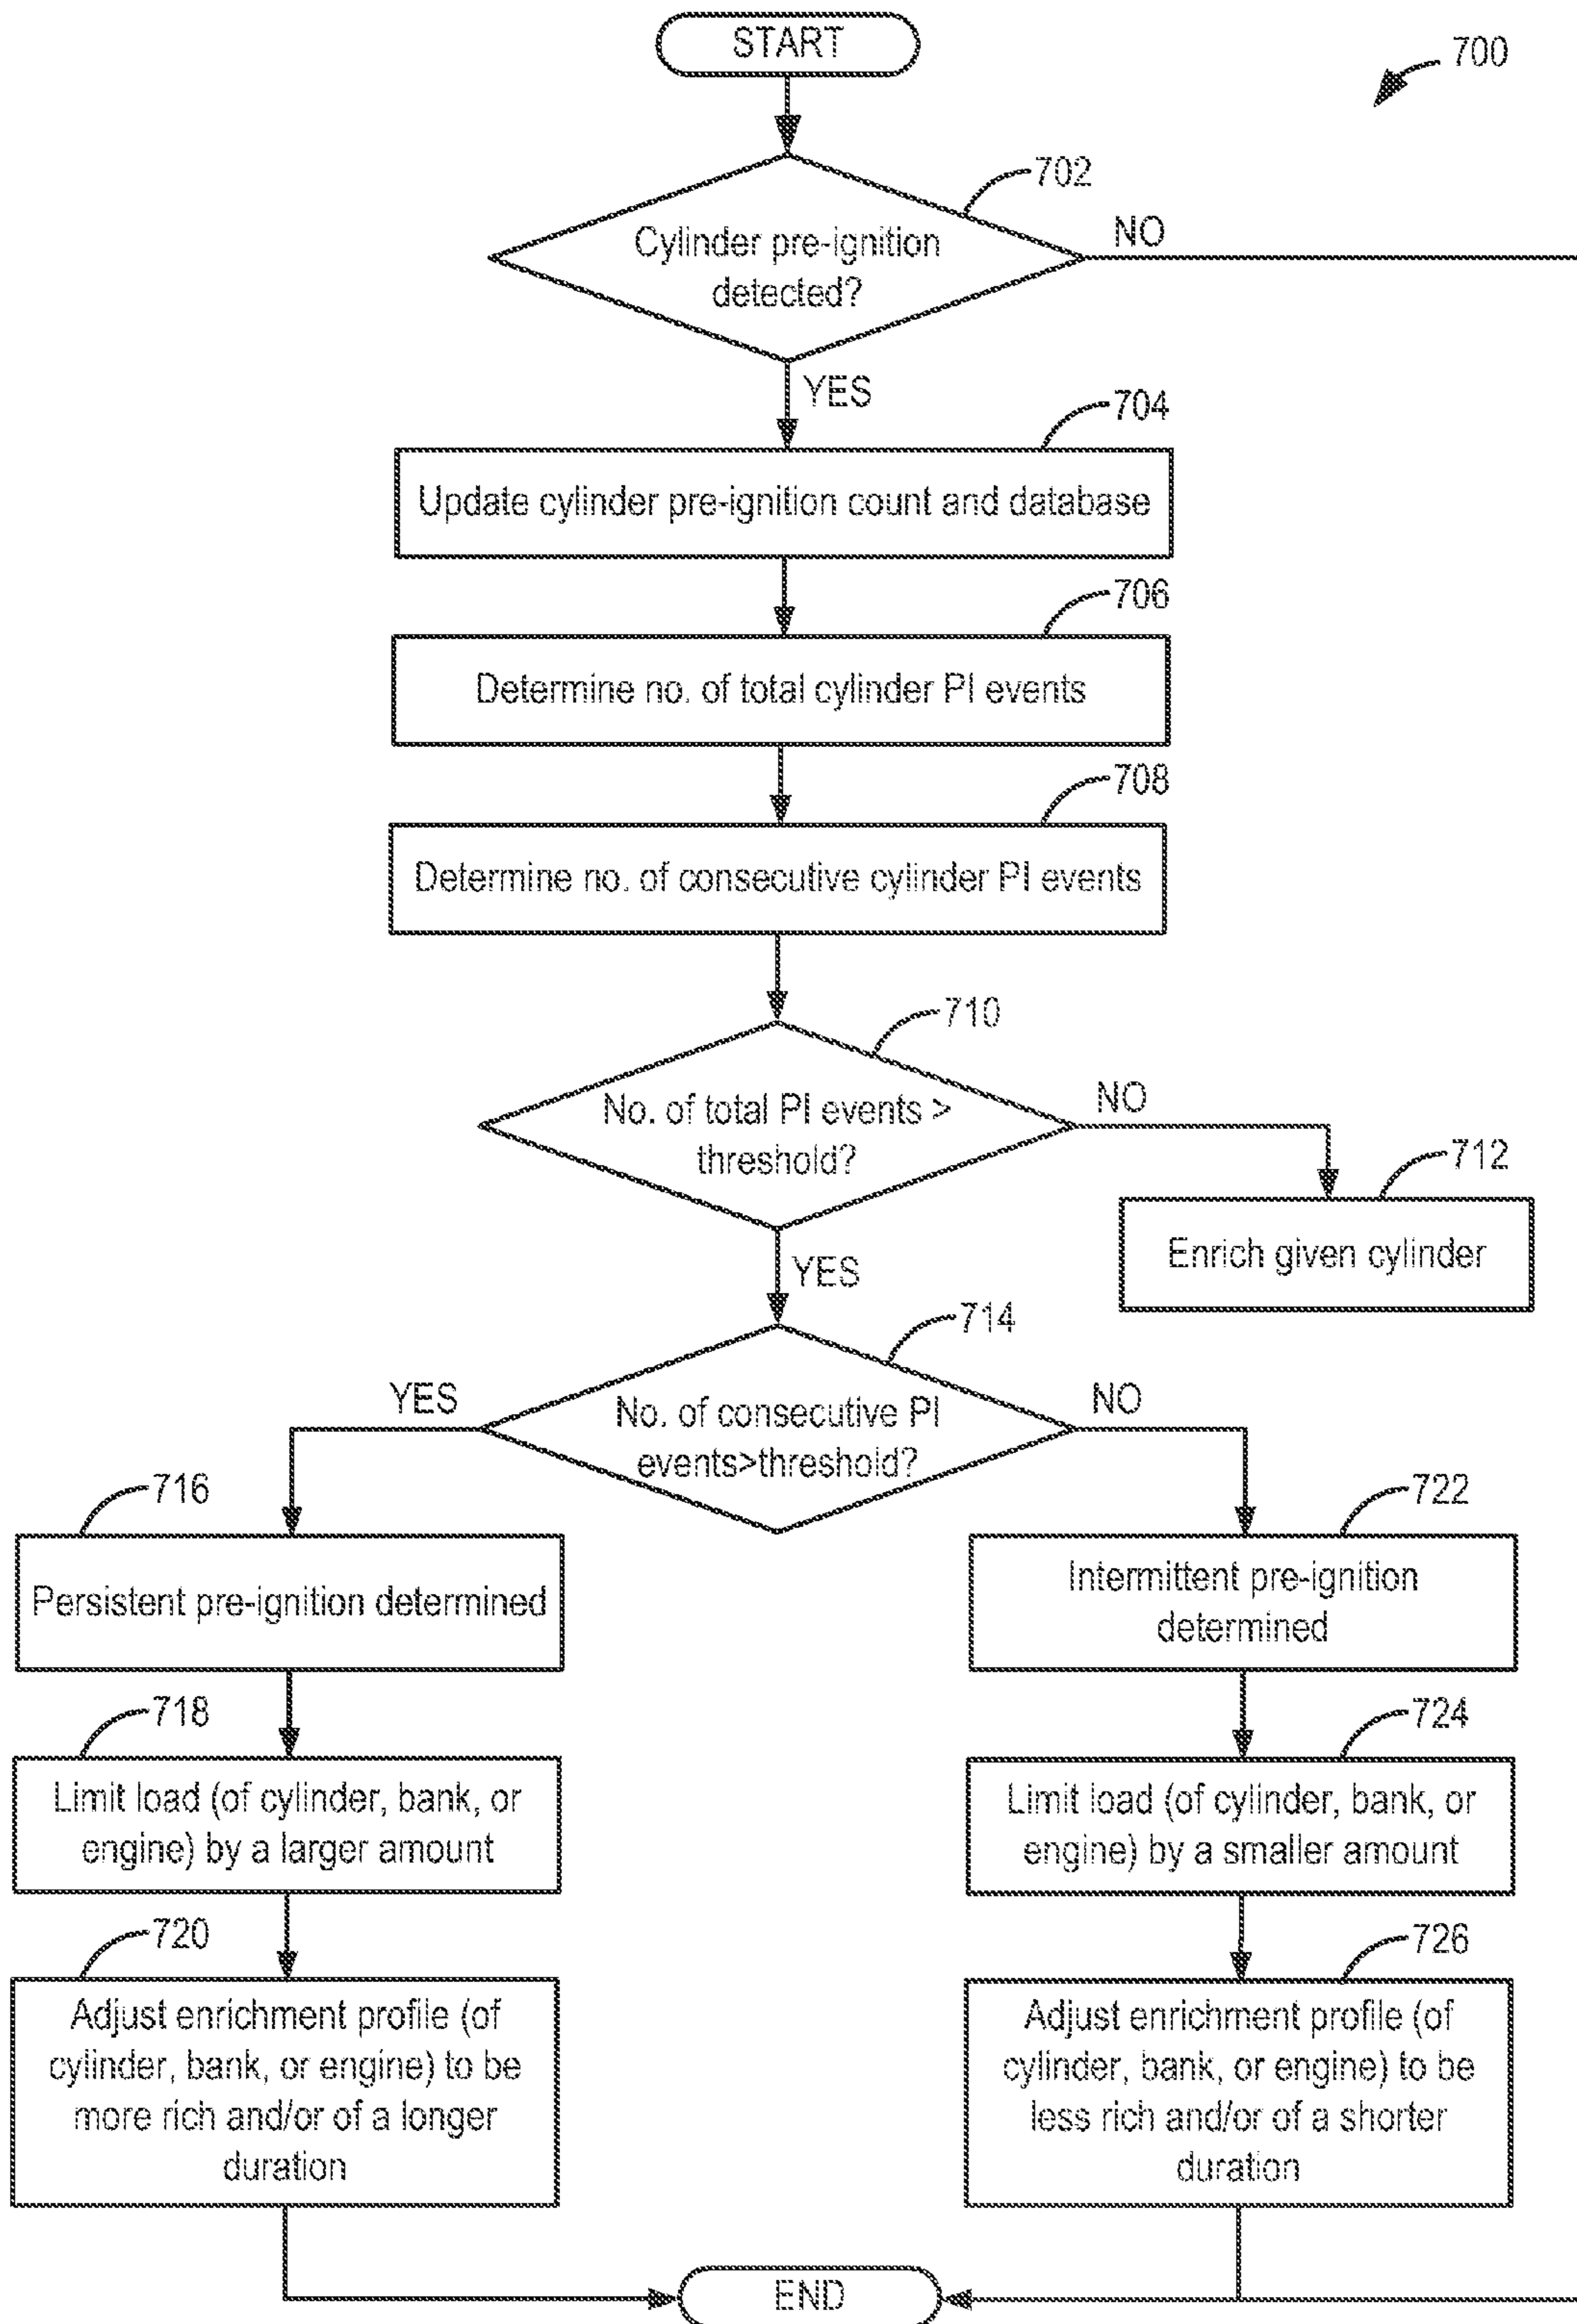 START
700
702
Cylinder pre-ignition
detected?
NO
YES
704
Update cylinder pre-ignition count and database
706
Determine no. of total cylinder PI events
708
Determine no. of consecutive cylinder PI events
710
No. of total PI events >
threshold?
NO
712
Enrich given cylinder
YES
714
No. of consecutive PI
events>threshold?
YES
NO
716
Persistent pre-ignition determined
722
Intermittent pre-ignition
determined
718
Limit load (of cylinder, bank, or
engine) by a larger amount
724
Limit load (of cylinder, bank, or
engine) by a smaller amount
720
Adjust enrichment profile (of
cylinder, bank, or engine) to be
more rich and/or of a longer
duration
726
Adjust enrichment profile (of
cylinder, bank, or engine) to be
less rich and/or of a shorter
duration
END